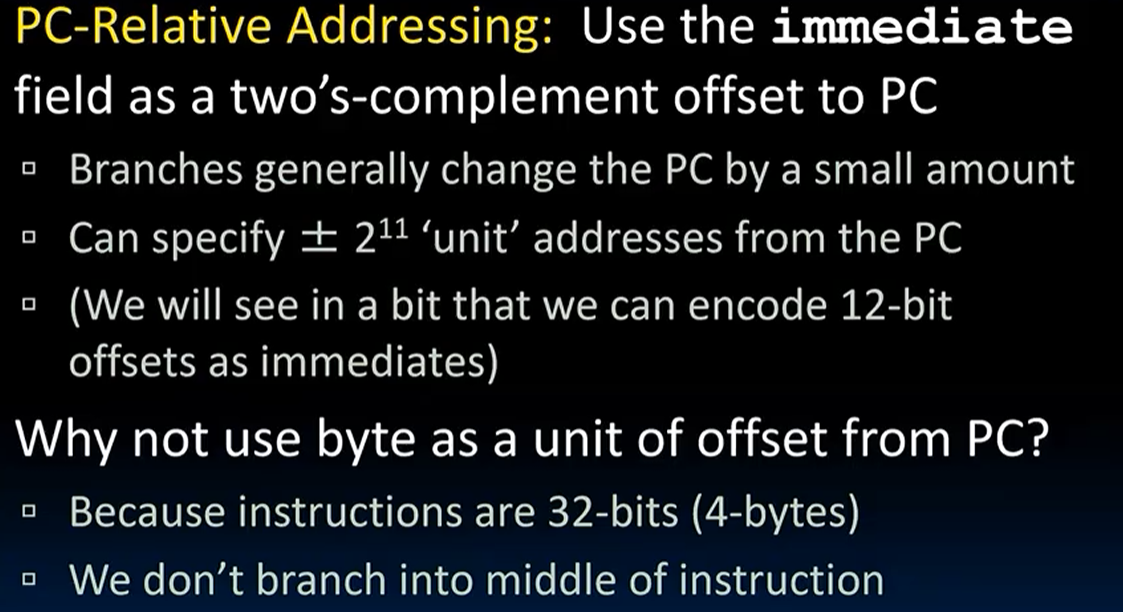 PC-Relative Addressing: Use the immediate
field as a two's-complement offset to PC
▫ Branches generally change the PC by a small amount
▫ Can specify ± 2¹¹ ‘unit’ addresses from the PC
▫ (We will see in a bit that we can encode 12-bit
offsets as immediates)
Why not use byte as a unit of offset from PC?
▫ Because instructions are 32-bits (4-bytes)
▫ We don't branch into middle of instruction